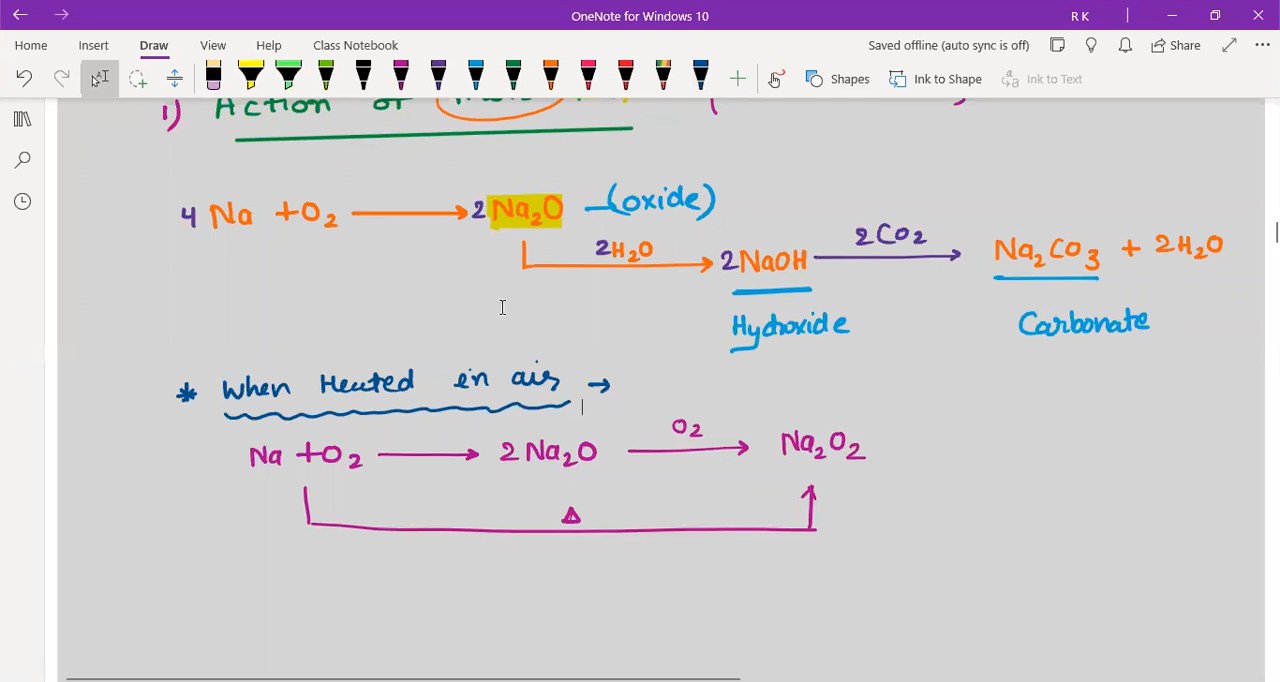 OneNote for Windows 10
R K
Home Insert Draw View Help Class Notebook
Saved offline (auto sync is off) Share
Shapes Ink to Shape Ink to Text
1) Action of
4 Na + O2 → 2 Na2O – (oxide)
2H2O → 2NaOH 2CO2 → Na2CO3 + 2H2O
Hydroxide Carbonate
* When Heated in air →
Na + O2 → 2 Na2O O2 → Na2O2
Δ